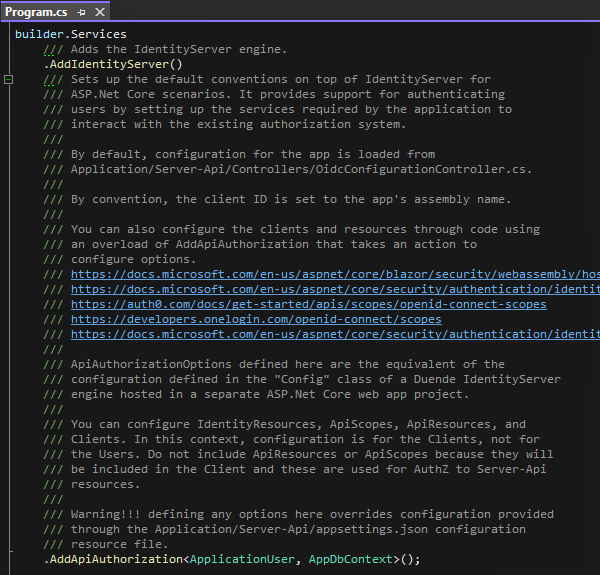 Program.cs
builder.Services
/// Adds the IdentityServer engine.
.AddIdentityServer()
/// Sets up the default conventions on top of IdentityServer for
/// ASP.Net Core scenarios. It provides support for authenticating
/// users by setting up the services required by the application to
/// interact with the existing authorization system.
///
/// By default, configuration for the app is loaded from
/// Application/Server-Api/Controllers/OidcConfigurationController.cs.
///
/// By convention, the client ID is set to the app's assembly name.
///
/// You can also configure the clients and resources through code using
/// an overload of AddApiAuthorization that takes an action to
/// configure options.
/// https://docs.microsoft.com/en-us/aspnet/core/blazor/security/webassembly/hos
/// https://docs.microsoft.com/en-us/aspnet/core/security/authentication/identit
/// https://auth0.com/docs/get-started/apis/scopes/openid-connect-scopes
/// https://developers.onelogin.com/openid-connect/scopes
/// https://docs.microsoft.com/en-us/aspnet/core/security/authentication/identit
///
/// ApiAuthorizationOptions defined here are the equivalent of the
/// configuration defined in the "Config" class of a Duende IdentityServer
/// engine hosted in a separate ASP.Net Core web app project.
///
/// You can configure IdentityResources, ApiScopes, ApiResources, and
/// Clients. In this context, configuration is for the Clients, not for
/// the Users. Do not include ApiResources or ApiScopes because they will
/// be included in the Client and these are used for AuthZ to Server-Api
/// resources.
///
/// Warning!!! defining any options here overrides configuration provided
/// through the Application/Server-Api/appsettings.json configuration
/// resource file.
.AddApiAuthorization<ApplicationUser, AppDbContext>();